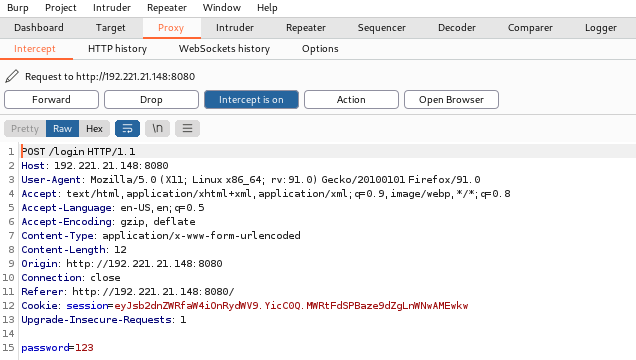 Burp Project Intruder Repeater Window Help
Dashboard Target Proxy Intruder Repeater Sequencer Decoder Comparer Logger
Intercept HTTP history WebSockets history Options
Request to http://192.221.21.148:8080
Forward Drop Intercept is on Action Open Browser
Pretty Raw Hex \n
1 POST /login HTTP/1.1
2 Host: 192.221.21.148:8080
3 User-Agent: Mozilla/5.0 (X11; Linux x86_64; rv:91.0) Gecko/20100101 Firefox/91.0
4 Accept: text/html,application/xhtml+xml,application/xml;q=0.9,image/webp,*/*;q=0.8
5 Accept-Language: en-US,en;q=0.5
6 Accept-Encoding: gzip, deflate
7 Content-Type: application/x-www-form-urlencoded
8 Content-Length: 12
9 Origin: http://192.221.21.148:8080
10 Connection: close
11 Referer: http://192.221.21.148:8080/
12 Cookie: session=eyJsb2dnZWRfaW4iOnRydWV9.YicC0Q.MWRtFdSPBaze9dZgLnWNwAMEwkw
13 Upgrade-Insecure-Requests: 1
14
15 password=123